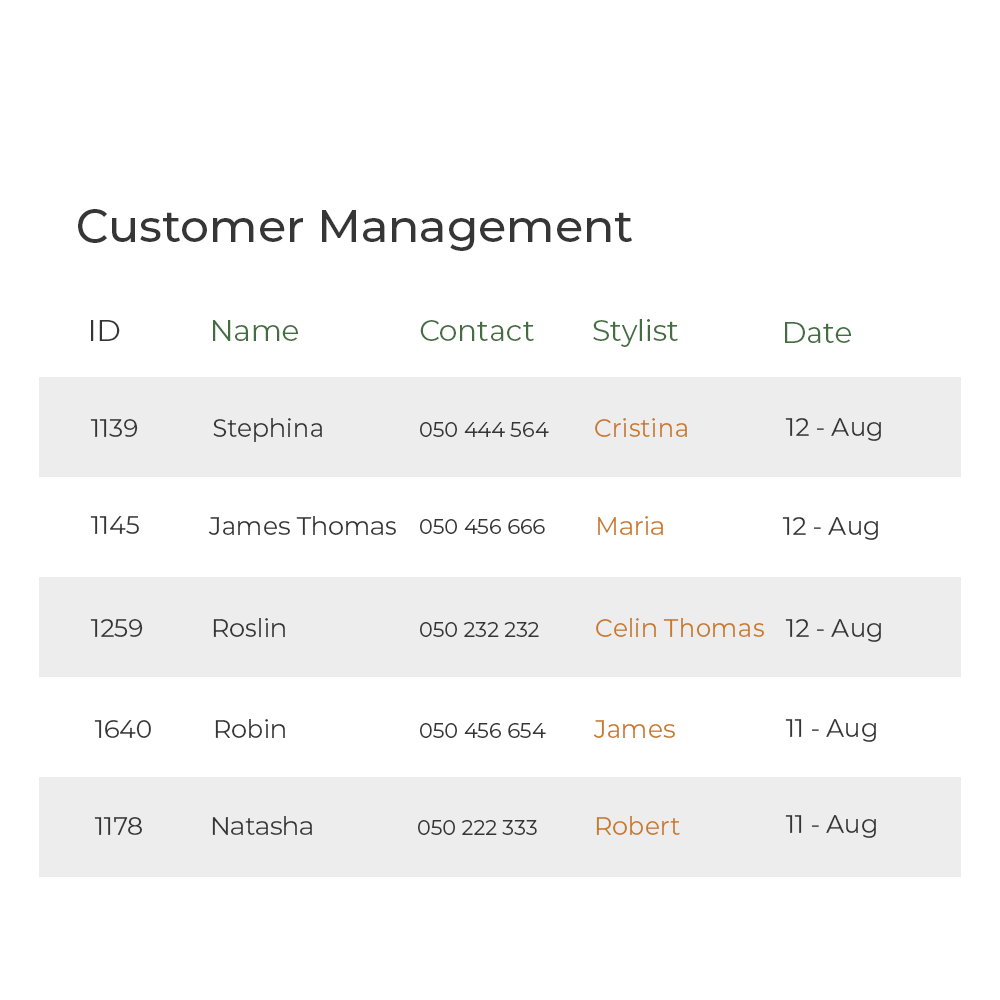 Customer Management
ID Name Contact Stylist Date
1139 Stephina 050 444 564 Cristina 12 - Aug
1145 James Thomas 050 456 666 Maria 12 - Aug
1259 Roslin 050 232 232 Celin Thomas 12 - Aug
1640 Robin 050 456 654 James 11 - Aug
1178 Natasha 050 222 333 Robert 11 - Aug